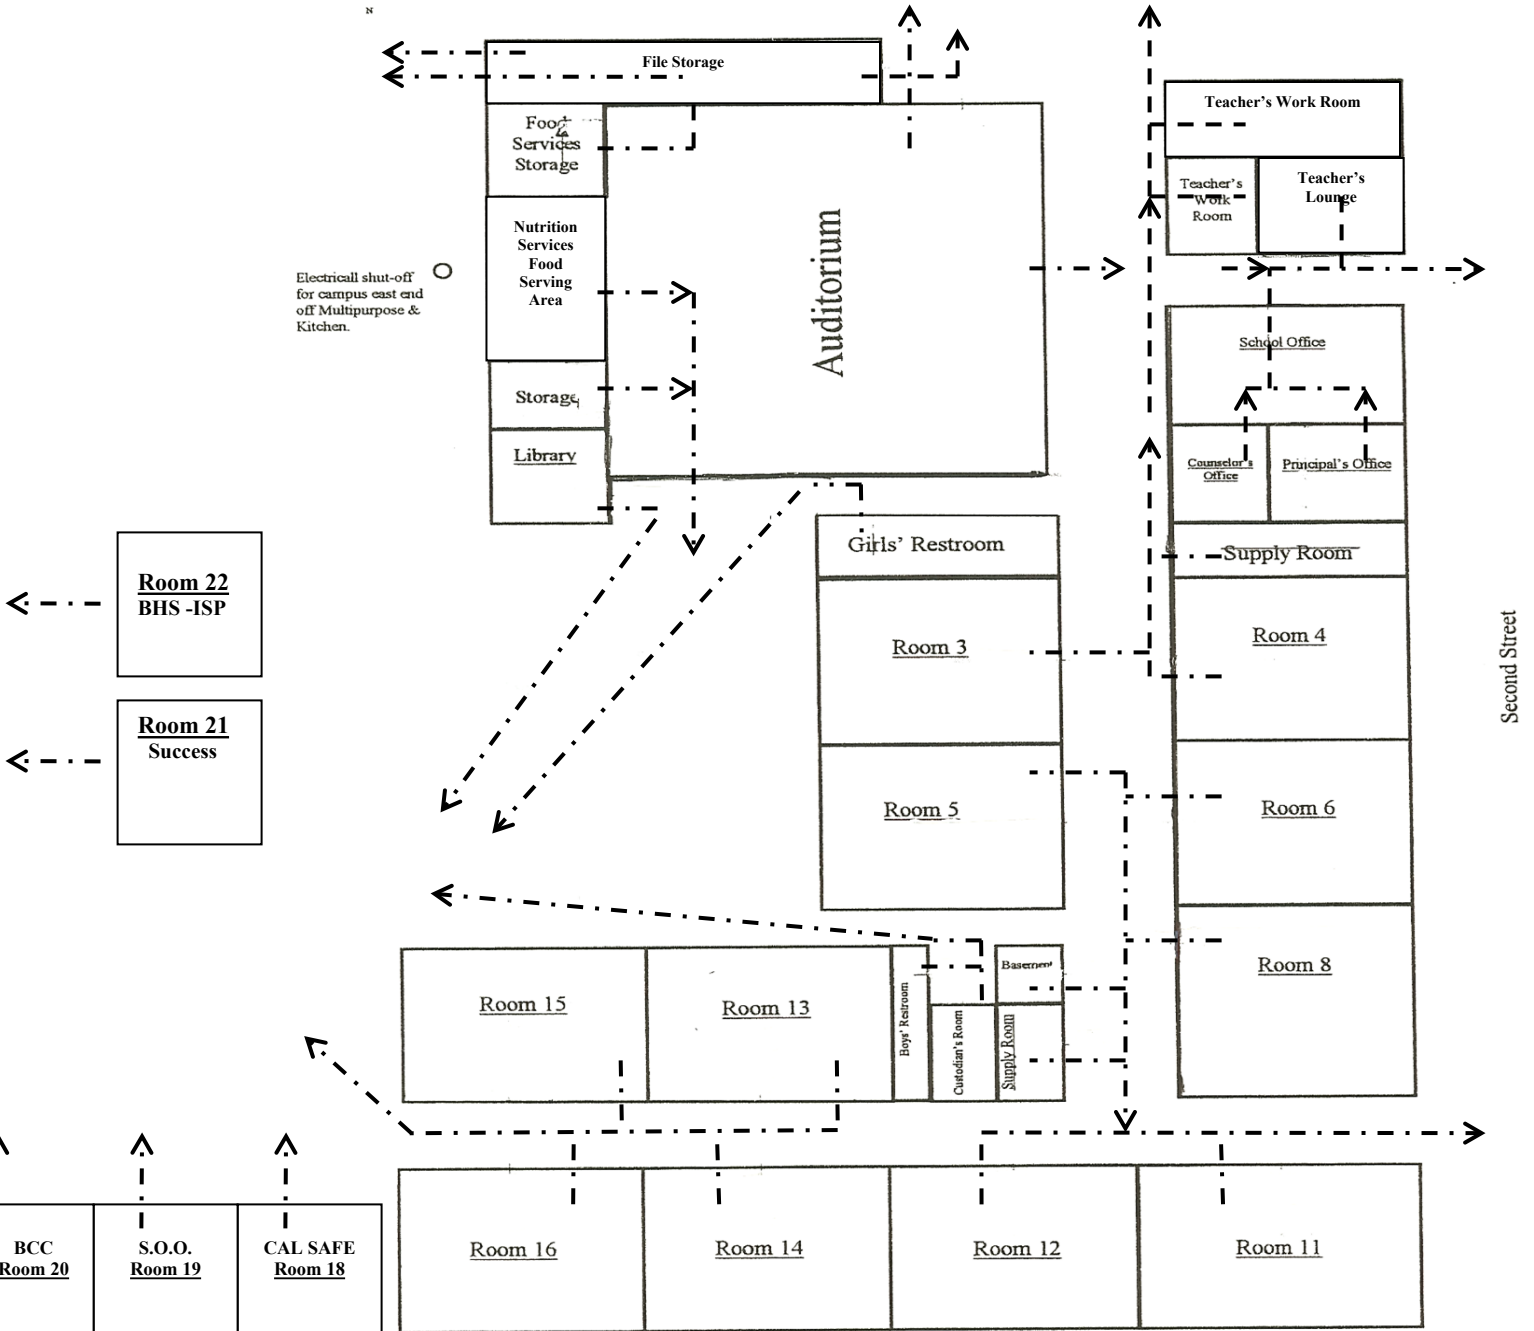 N
File Storage
Teacher’s Work Room
Food
Services
Storage
Teacher’s
Work
Room
Teacher’s
Lounge
Nutrition
Services
Food
Serving
Area
Auditorium
Electricall shut-off
for campus east end
off Multipurpose &
Kitchen.
School Office
Storage
Library
Counselor's
Office
Principal's Office
Girls' Restroom
Supply Room
Room 22
BHS -ISP
Room 3
Room 4
Second Street
Room 21
Success
Room 5
Room 6
Room 15
Room 13
Boys' Restroom
Custodian's Room
Basement
Supply Room
Room 8
BCC
Room 20
S.O.O.
Room 19
CAL SAFE
Room 18
Room 16
Room 14
Room 12
Room 11